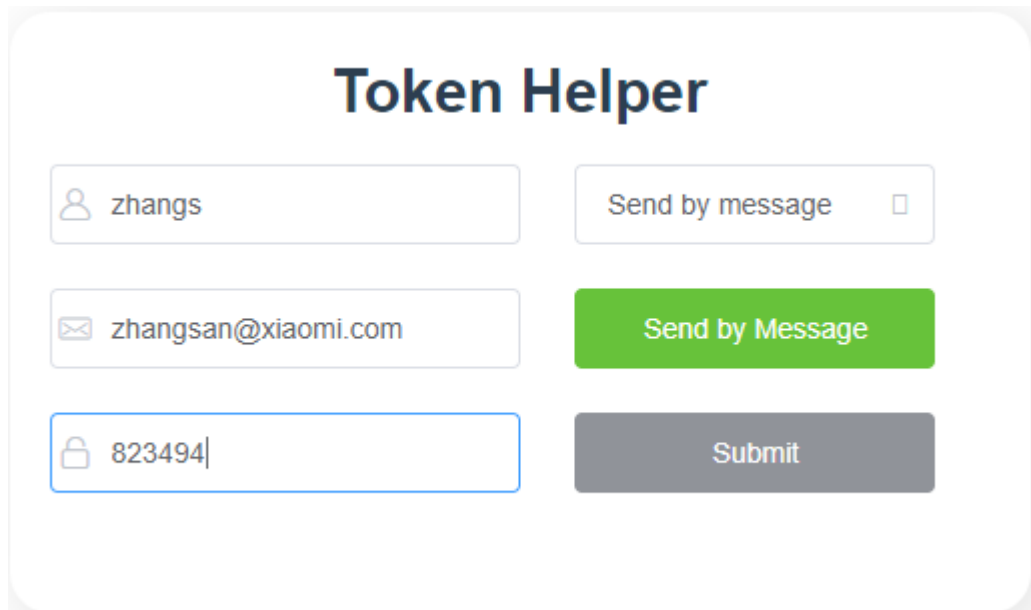 Token Helper
zhangs
Send by message
zhangsan@xiaomi.com
Send by Message
823494
Submit